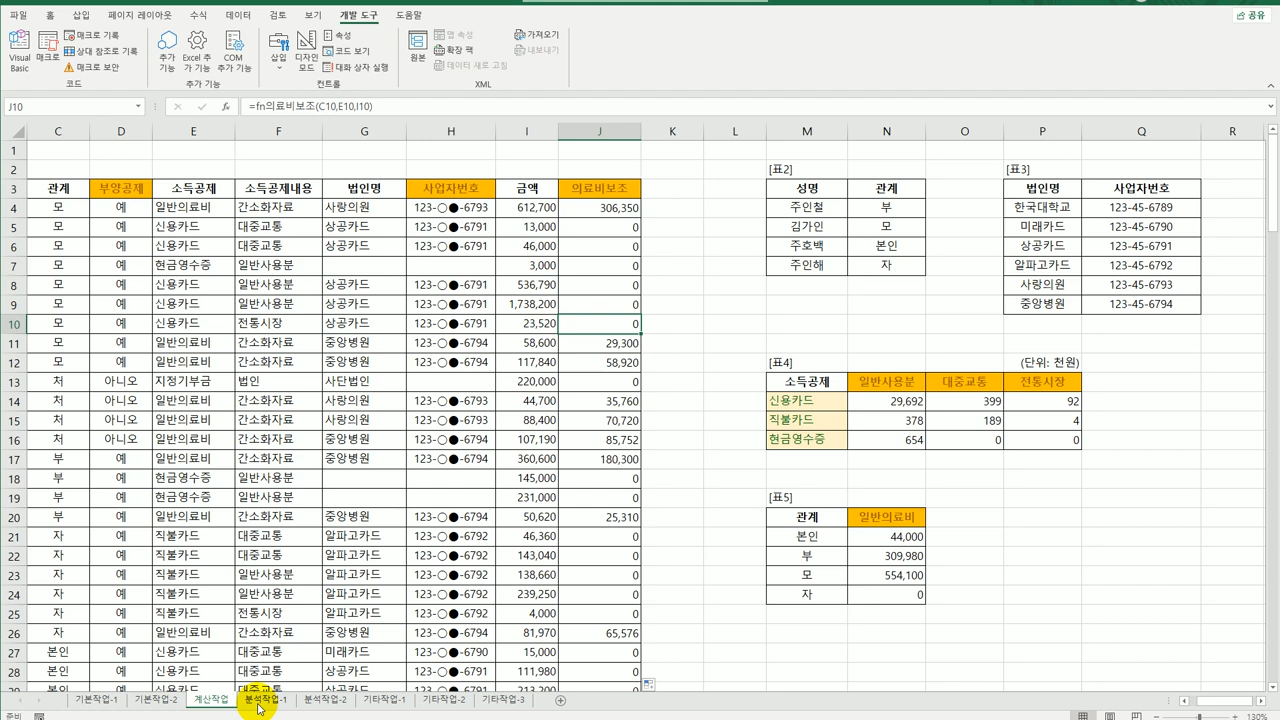 파일 홈 삽입 페이지 레이아웃 수식 데이터 검토 보기 개발 도구 도움말 공유
Visual Basic 매크로 매크로 기록 상대 참조로 기록 매크로 보안
추가 기능 Excel 추가 기능 COM 추가 기능
삽입 디자인 모드 속성 코드 보기 대화 상자 실행
원본 맵 속성 확장 팩 데이터 새로 고침 가져오기 내보내기
코드 추가 기능 컨트롤 XML
J10 fx =fn의료비보조(C10,E10,I10)
C D E F G H I J K L M N O P Q R
1
2 [표2] [표3]
3 관계 부양공제 소득공제 소득공제내용 법인명 사업자번호 금액 의료비보조 성명 관계 법인명 사업자번호
4 모 예 일반의료비 간소화자료 사랑의원 123-○●-6793 612,700 306,350 주인철 부 한국대학교 123-45-6789
5 모 예 신용카드 대중교통 상공카드 123-○●-6791 13,000 0 김가인 모 미래카드 123-45-6790
6 모 예 신용카드 대중교통 상공카드 123-○●-6791 46,000 0 주호백 본인 상공카드 123-45-6791
7 모 예 현금영수증 일반사용분 3,000 0 주인해 자 알파고카드 123-45-6792
8 모 예 신용카드 일반사용분 상공카드 123-○●-6791 536,790 0 사랑의원 123-45-6793
9 모 예 신용카드 일반사용분 상공카드 123-○●-6791 1,738,200 0 중앙병원 123-45-6794
10 모 예 신용카드 전통시장 상공카드 123-○●-6791 23,520 0
11 모 예 일반의료비 간소화자료 중앙병원 123-○●-6794 58,600 29,300
12 모 예 일반의료비 간소화자료 중앙병원 123-○●-6794 117,840 58,920 [표4] (단위: 천원)
13 처 아니오 지정기부금 법인 사단법인 220,000 0 소득공제 일반사용분 대중교통 전통시장
14 처 아니오 일반의료비 간소화자료 사랑의원 123-○●-6793 44,700 35,760 신용카드 29,692 399 92
15 처 아니오 일반의료비 간소화자료 사랑의원 123-○●-6793 88,400 70,720 직불카드 378 189 4
16 처 아니오 일반의료비 간소화자료 중앙병원 123-○●-6794 107,190 85,752 현금영수증 654 0 0
17 부 예 일반의료비 간소화자료 중앙병원 123-○●-6794 360,600 180,300
18 부 예 현금영수증 일반사용분 145,000 0
19 부 예 현금영수증 일반사용분 231,000 0 [표5]
20 부 예 일반의료비 간소화자료 중앙병원 123-○●-6794 50,620 25,310 관계 일반의료비
21 자 예 직불카드 대중교통 알파고카드 123-○●-6792 46,360 0 본인 44,000
22 자 예 직불카드 대중교통 알파고카드 123-○●-6792 143,040 0 부 309,980
23 자 예 직불카드 일반사용분 알파고카드 123-○●-6792 138,660 0 모 554,100
24 자 예 직불카드 일반사용분 알파고카드 123-○●-6792 239,250 0 자 0
25 자 예 직불카드 전통시장 알파고카드 123-○●-6792 4,000 0
26 자 예 일반의료비 간소화자료 중앙병원 123-○●-6794 81,970 65,576
27 본인 예 신용카드 대중교통 미래카드 123-○●-6790 15,000 0
28 본인 예 신용카드 대중교통 상공카드 123-○●-6791 111,980 0
29 본인 예 신용카드 대중교통 상공카드 123-○●-6791 213,200 0
기본작업-1 기본작업-2 계산작업 분석작업-1 분석작업-2 기타작업-1 기타작업-2 기타작업-3
준비 130%